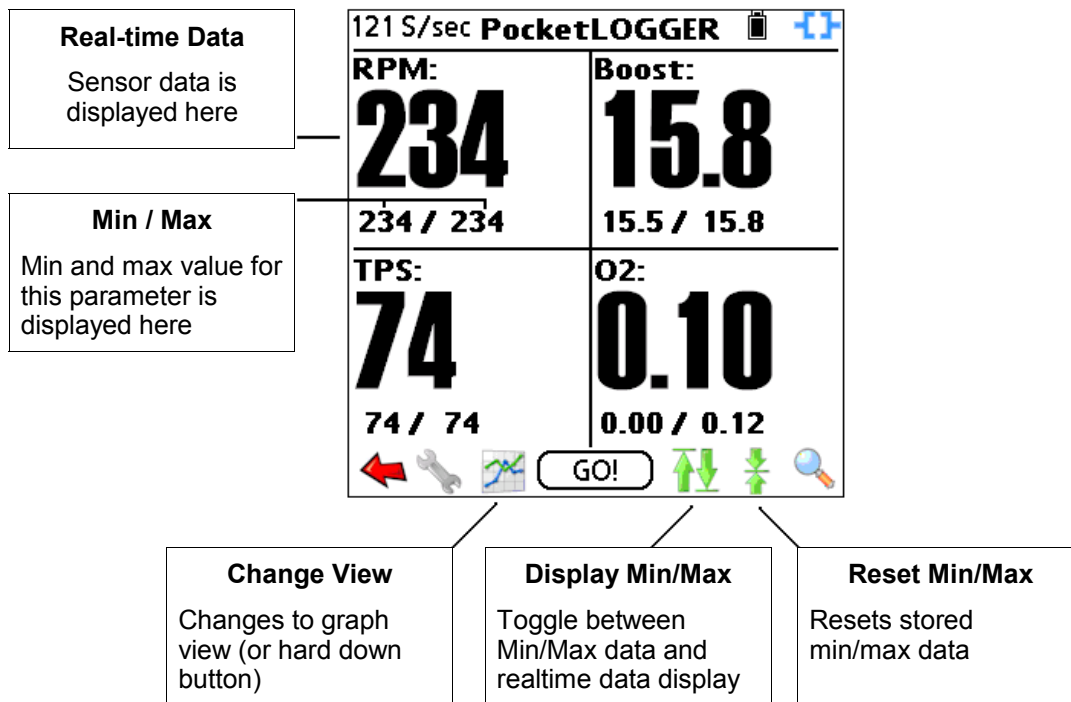 Real-time Data
Sensor data is
displayed here
Min / Max
Min and max value for
this parameter is
displayed here
121 S/sec PocketLOGGER
RPM:
234
234 / 234
Boost:
15.8
15.5 / 15.8
TPS:
74
74 / 74
O2:
0.10
0.00 / 0.12
GO!
Change View
Changes to graph
view (or hard down
button)
Display Min/Max
Toggle between
Min/Max data and
realtime data display
Reset Min/Max
Resets stored
min/max data